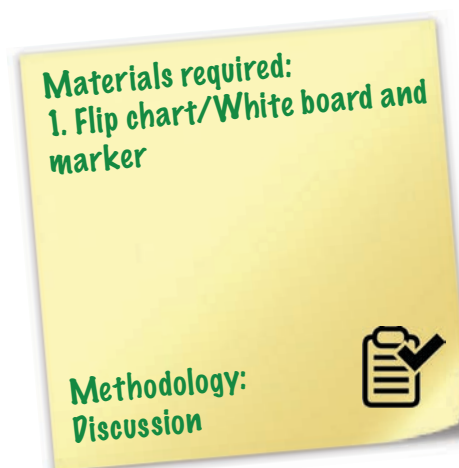 Materials required:
1. Flip chart/White board and
marker
Methodology:
Discussion